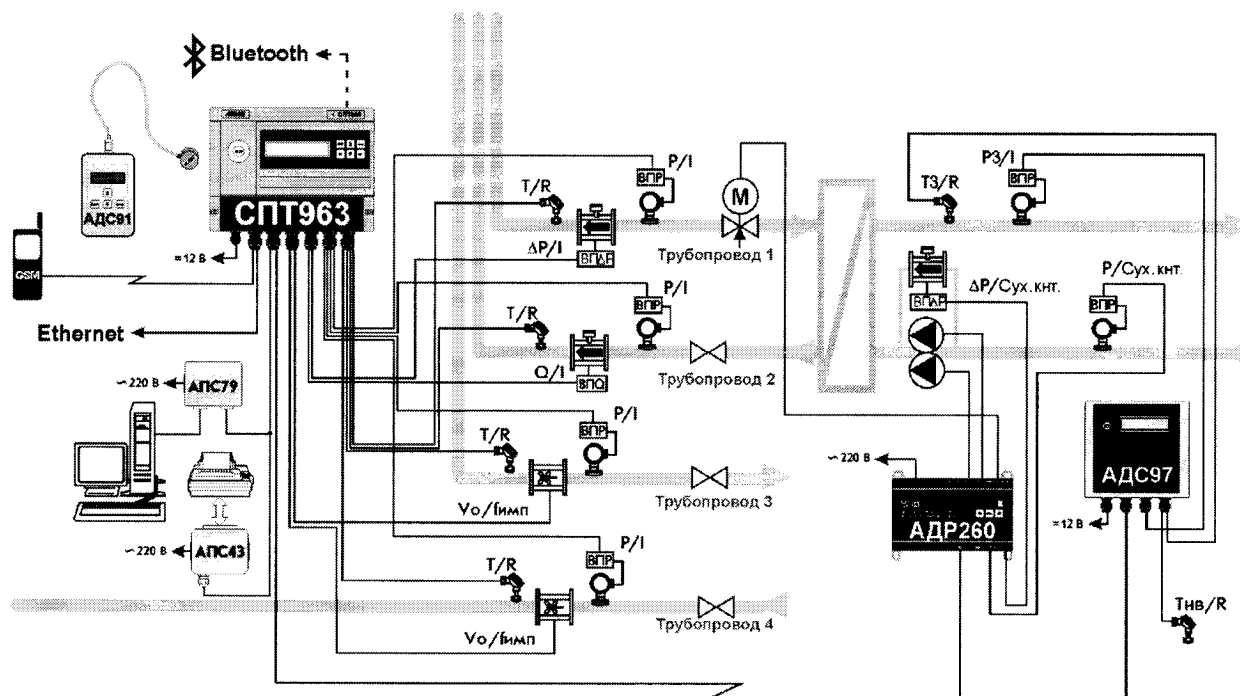 Bluetooth
P/I
P3/I
ВПР
ВПР
T/R
T3/R
М
АДС91
СПТ963
Трубопровод 1
ΔP/I
ВПΔР
=12 В
GSM
P/I
ΔP/Сух.кнт.
P/Сух.кнт.
ВПР
ВПΔР
ВПР
Ethernet
T/R
~ 220 В
АПС79
Q/I
ВПQ
Трубопровод 2
P/I
ВПР
T/R
~ 220 В
АДС97
Vo/fимп
Трубопровод 3
АДР260
=12 В
~ 220 В
АПС43
P/I
ВПР
T/R
Tнв/R
Vo/fимп
Трубопровод 4